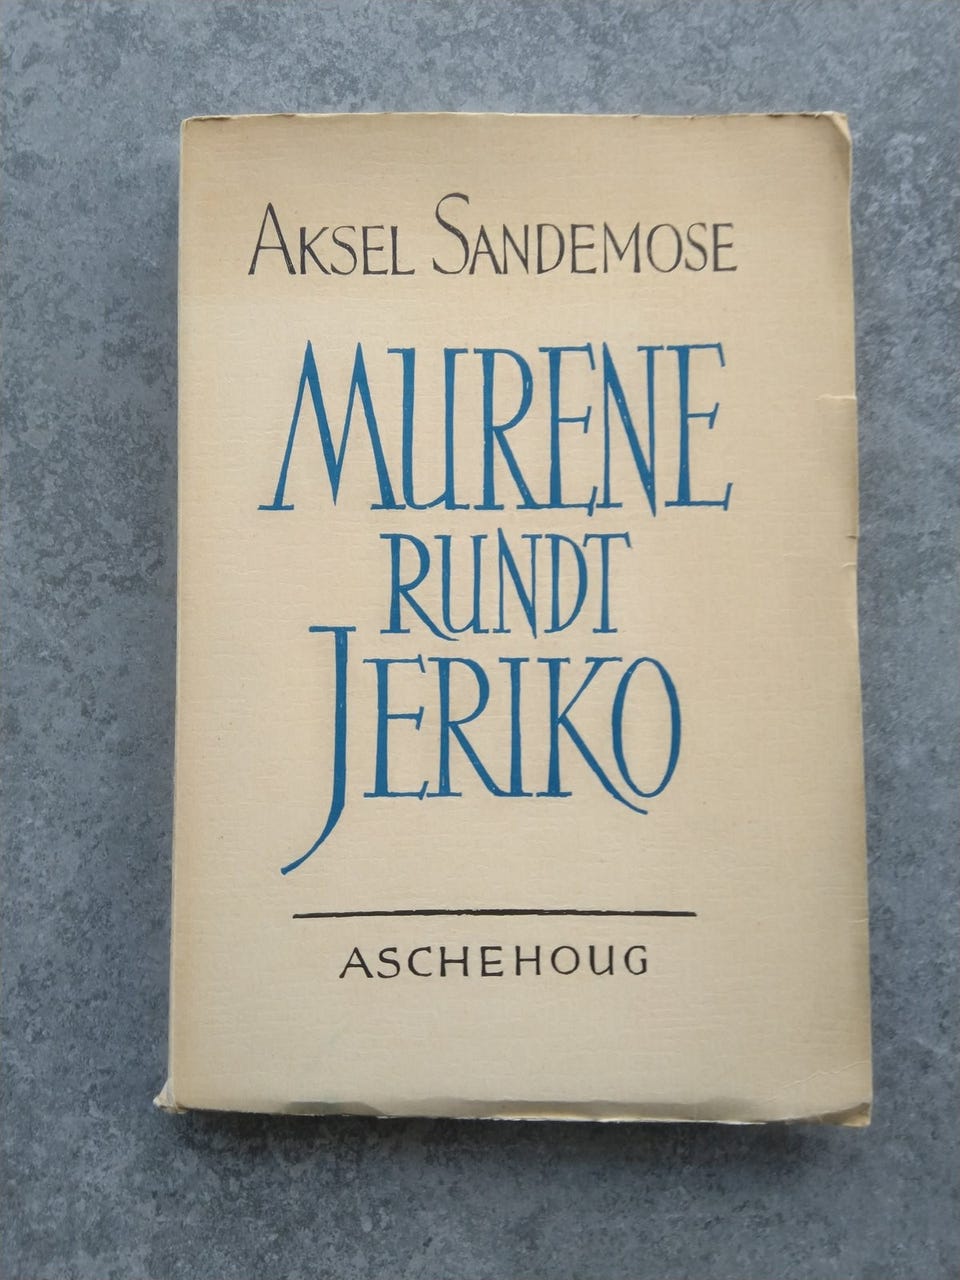 AKSEL SANDEMOSE
MURENE
RUNDT
JERIKO
ASCHEHOUG